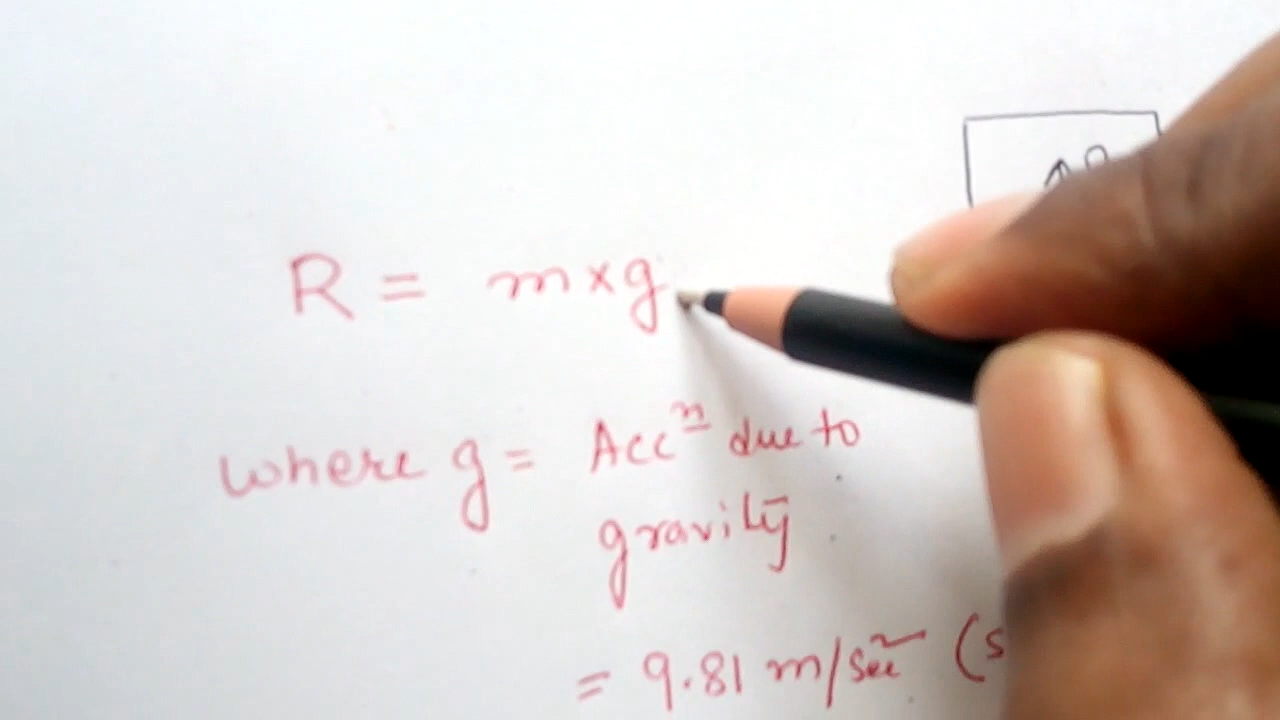 R = m×g
where g = Accⁿ due to
gravity
= 9.81 m/sec² (S